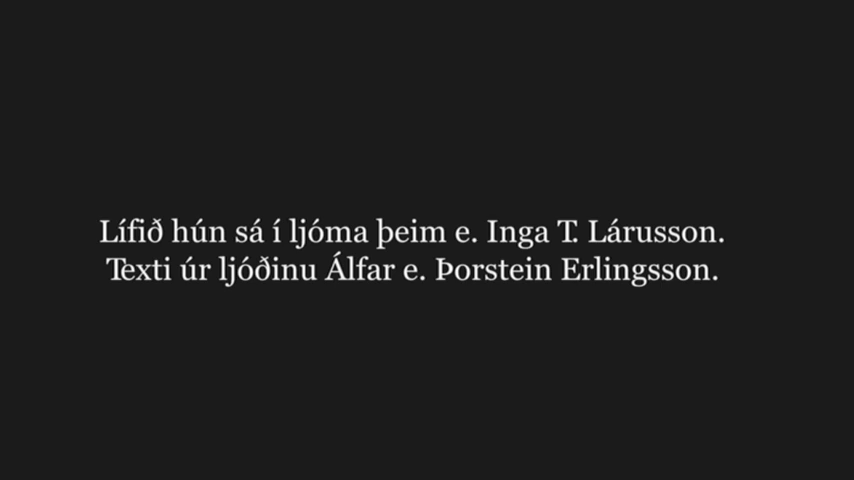 Lífið hún sá í ljóma þeim e. Inga T. Lárusson.
Texti úr ljóðinu Álfar e. Þorstein Erlingsson.